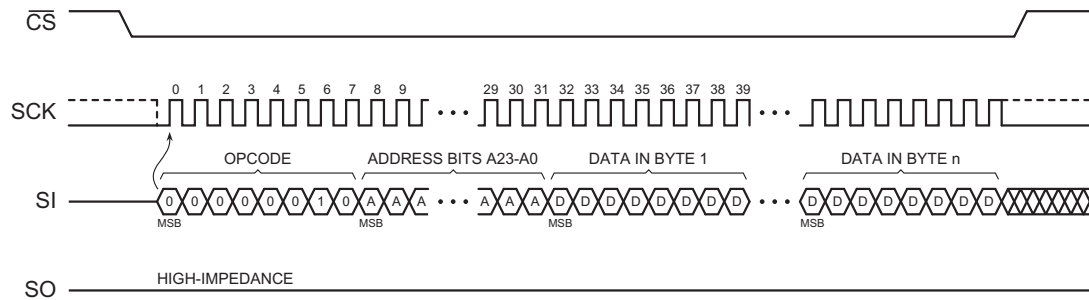 CS
0 1 2 3 4 5 6 7 8 9 29 30 31 32 33 34 35 36 37 38 39
SCK
OPCODE ADDRESS BITS A23-A0 DATA IN BYTE 1 DATA IN BYTE n
SI 0 0 0 0 0 0 1 0 A A A A A A D D D D D D D D D D D D D D D D
MSB MSB MSB MSB
HIGH-IMPEDANCE
SO